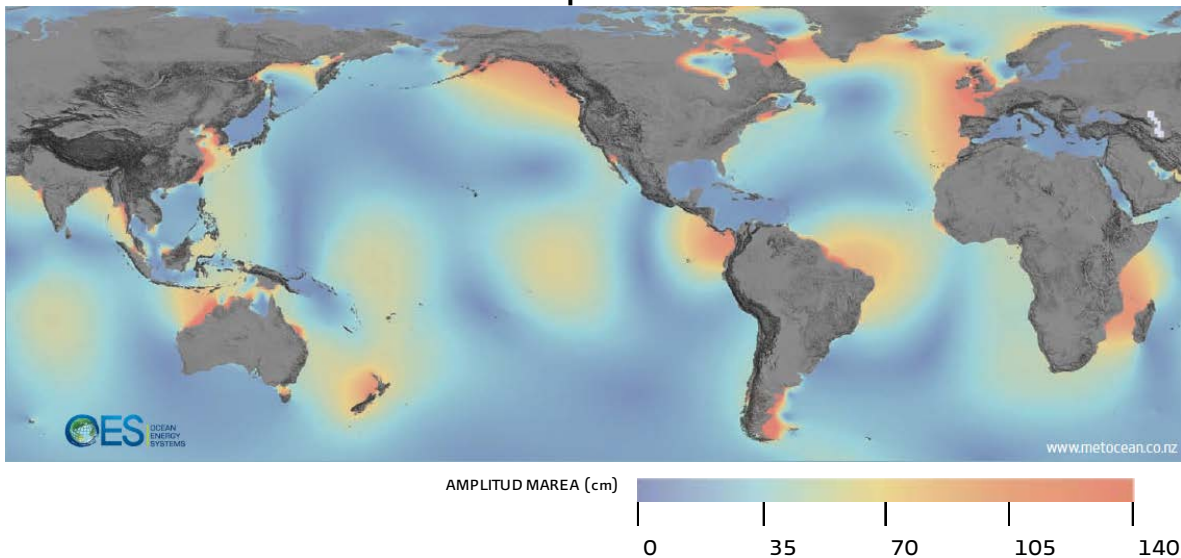 OES OCEAN
ENERGY
SYSTEMS
www.metocean.co.nz
AMPLITUD MAREA (cm)
0 35 70 105 140